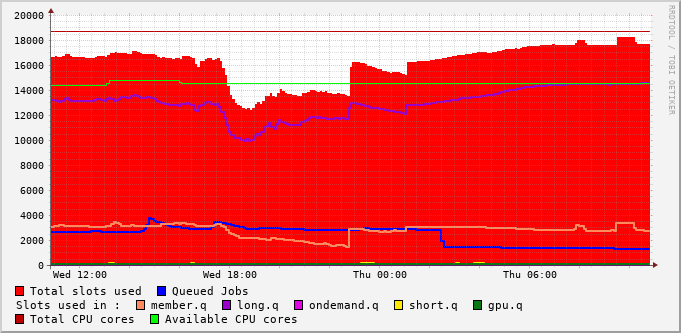 20000
18000
16000
14000
12000
10000
8000
6000
4000
2000
0
Wed 12:00 Wed 18:00 Thu 00:00 Thu 06:00
RRDTOOL / TOBI OETIKER
Total slots used Queued Jobs
Slots used in : member.q long.q ondemand.q short.q gpu.q
Total CPU cores Available CPU cores